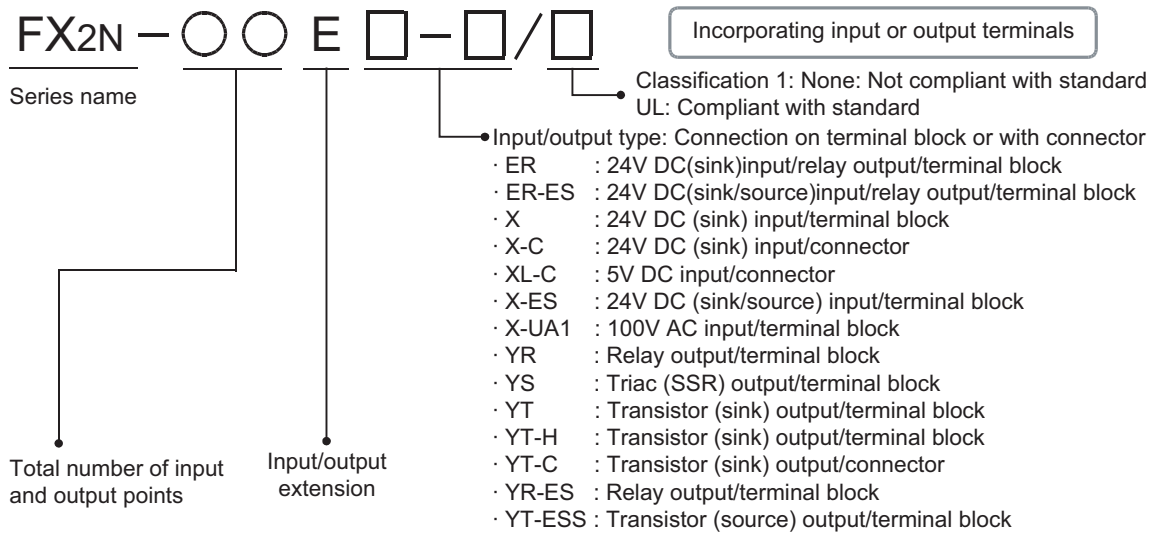 FX2N – ○○ E □ – □ / □
Incorporating input or output terminals
Series name
Classification 1: None: Not compliant with standard
UL: Compliant with standard
Input/output type: Connection on terminal block or with connector
· ER : 24V DC(sink)input/relay output/terminal block
· ER-ES : 24V DC(sink/source)input/relay output/terminal block
· X : 24V DC (sink) input/terminal block
· X-C : 24V DC (sink) input/connector
· XL-C : 5V DC input/connector
· X-ES : 24V DC (sink/source) input/terminal block
· X-UA1 : 100V AC input/terminal block
· YR : Relay output/terminal block
· YS : Triac (SSR) output/terminal block
· YT : Transistor (sink) output/terminal block
· YT-H : Transistor (sink) output/terminal block
· YT-C : Transistor (sink) output/connector
· YR-ES : Relay output/terminal block
· YT-ESS : Transistor (source) output/terminal block
Total number of input
and output points
Input/output
extension